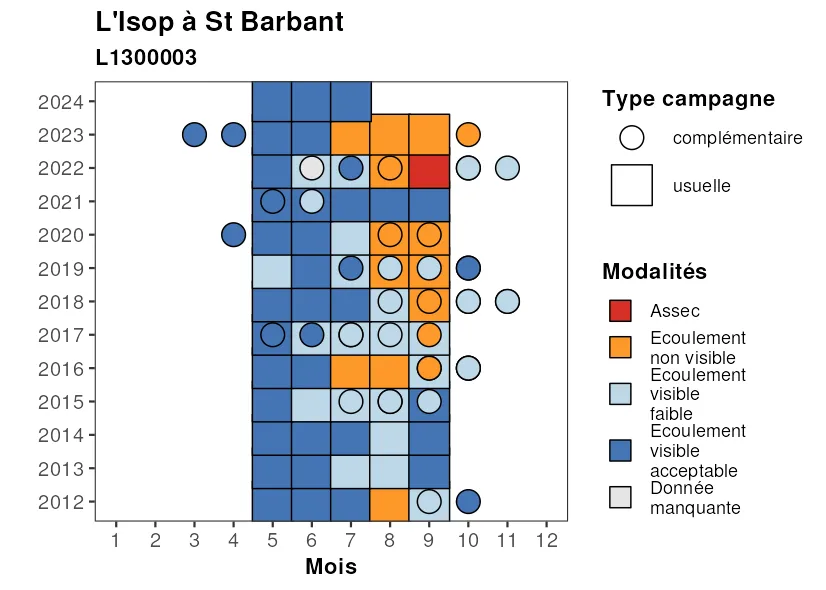 L'Isop à St Barbant
L1300003
2024
2023
2022
2021
2020
2019
2018
2017
2016
2015
2014
2013
2012
1 2 3 4 5 6 7 8 9 10 11 12
Mois
Type campagne
complémentaire
usuelle
Modalités
Assec
Ecoulement
non visible
Ecoulement
visible
faible
Ecoulement
visible
acceptable
Donnée
manquante